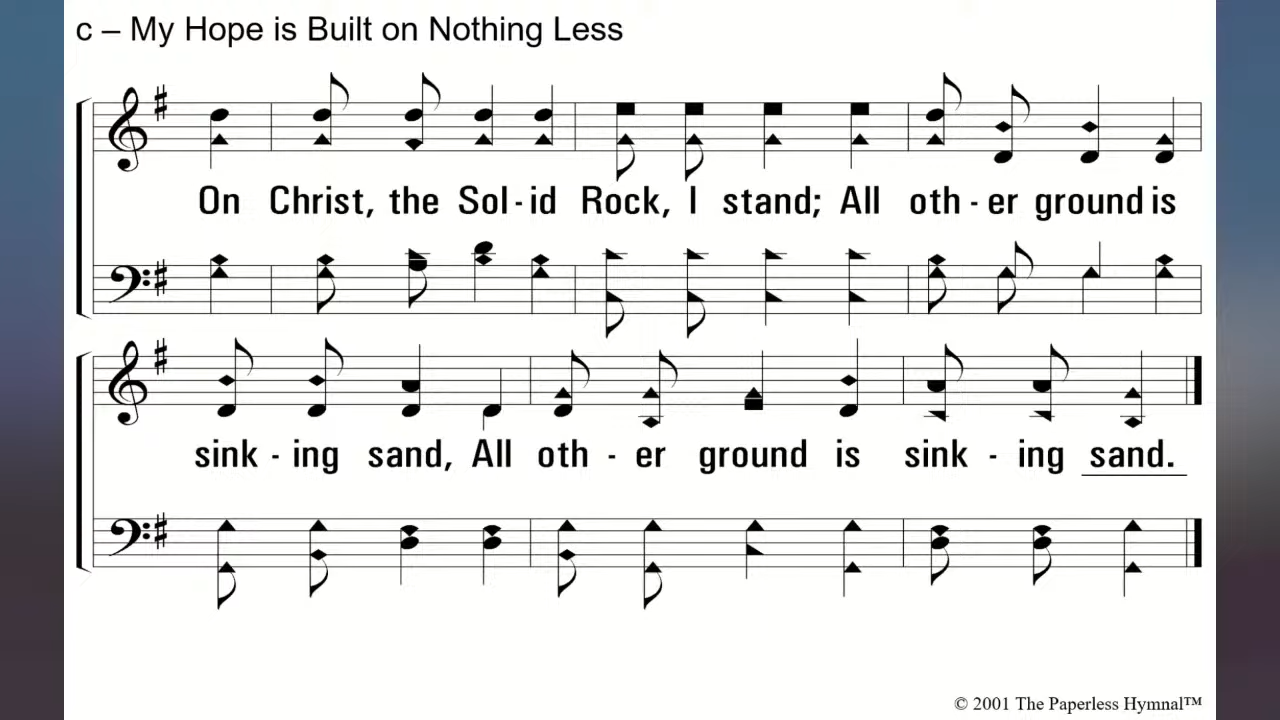 c – My Hope is Built on Nothing Less
On Christ, the Sol - id Rock, I stand; All oth - er ground is
sink - ing sand, All oth - er ground is sink - ing sand.
© 2001 The Paperless Hymnal™